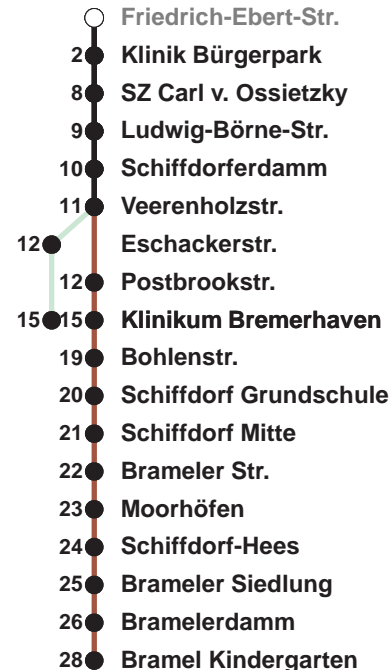 Friedrich-Ebert-Str.
2 Klinik Bürgerpark
8 SZ Carl v. Ossietzky
9 Ludwig-Börne-Str.
10 Schiffdorferdamm
11 Veerenholzstr.
12 Eschackerstr.
12 Postbrookstr.
15 15 Klinikum Bremerhaven
19 Bohlenstr.
20 Schiffdorf Grundschule
21 Schiffdorf Mitte
22 Brameler Str.
23 Moorhöfen
24 Schiffdorf-Hees
25 Brameler Siedlung
26 Bramelerdamm
28 Bramel Kindergarten